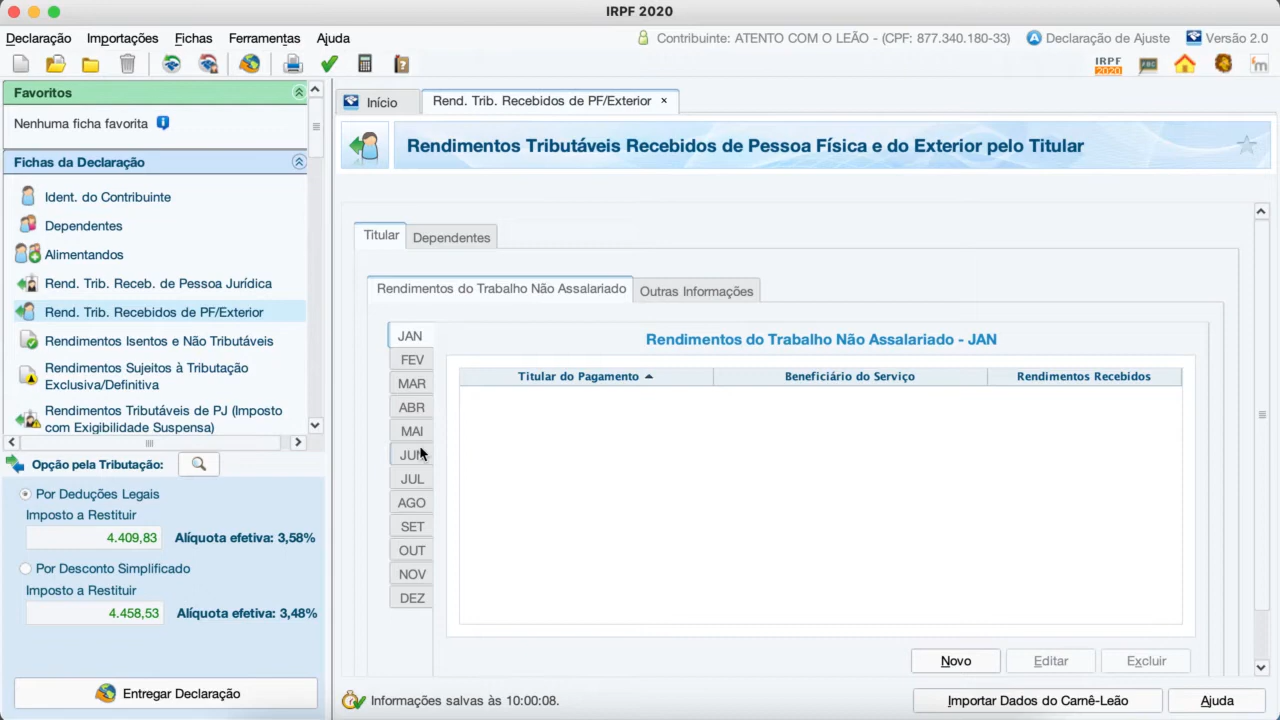 IRPF 2020
Declaração Importações Fichas Ferramentas Ajuda
Contribuinte: ATENTO COM O LEÃO - (CPF: 877.340.180-33) Declaração de Ajuste Versão 2.0
IRPF
2020
ABC
m
Favoritos
Nenhuma ficha favorita
Fichas da Declaração
Ident. do Contribuinte
Dependentes
Alimentandos
Rend. Trib. Receb. de Pessoa Jurídica
Rend. Trib. Recebidos de PF/Exterior
Rendimentos Isentos e Não Tributáveis
Rendimentos Sujeitos à Tributação
Exclusiva/Definitiva
Rendimentos Tributáveis de PJ (Imposto
com Exigibilidade Suspensa)
Opção pela Tributação:
Por Deduções Legais
Imposto a Restituir
4.409,83 Alíquota efetiva: 3,58%
Por Desconto Simplificado
Imposto a Restituir
4.458,53 Alíquota efetiva: 3,48%
Entregar Declaração
Início Rend. Trib. Recebidos de PF/Exterior ×
Rendimentos Tributáveis Recebidos de Pessoa Física e do Exterior pelo Titular
Titular Dependentes
Rendimentos do Trabalho Não Assalariado Outras Informações
JAN
FEV
MAR
ABR
MAI
JUN
JUL
AGO
SET
OUT
NOV
DEZ
Rendimentos do Trabalho Não Assalariado - JAN
Titular do Pagamento Beneficiário do Serviço Rendimentos Recebidos
Novo Editar Excluir
Informações salvas às 10:00:08. Importar Dados do Carnê-Leão Ajuda